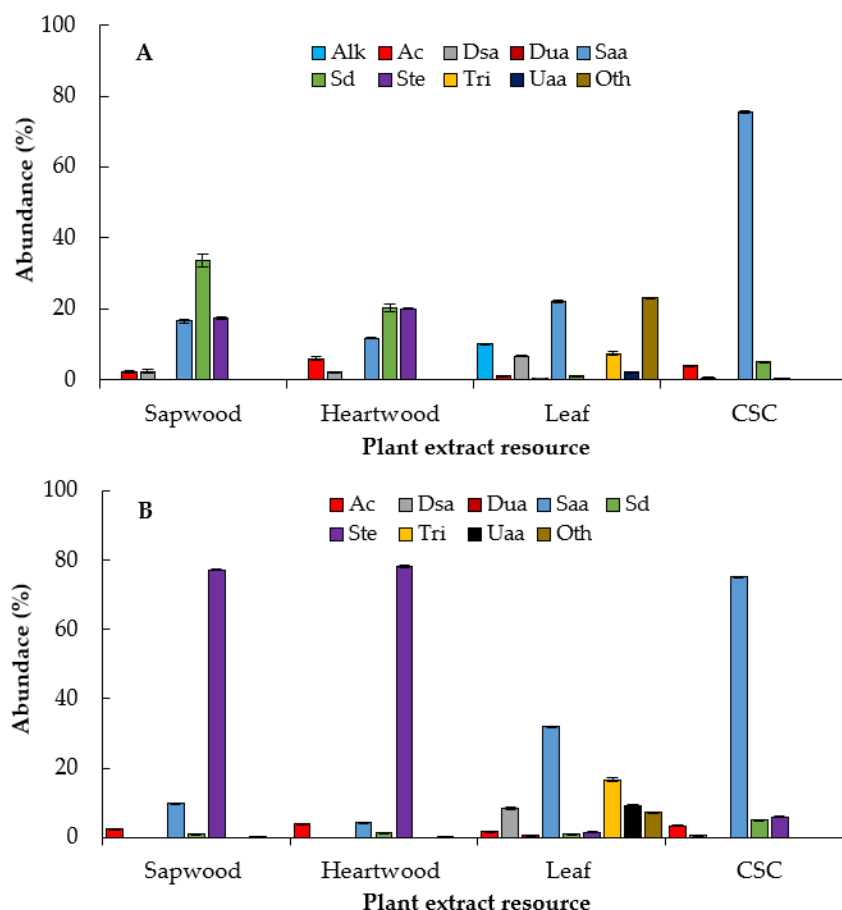 A
Alk Ac Dsa Dua Saa
Sd Ste Tri Uaa Oth
Abundance (%)
100
80
60
40
20
0
Sapwood Heartwood Leaf CSC
Plant extract resource
B
Ac Dsa Dua Saa Sd
Ste Tri Uaa Oth
Abundace (%)
100
80
60
40
20
0
Sapwood Heartwood Leaf CSC
Plant extract resource